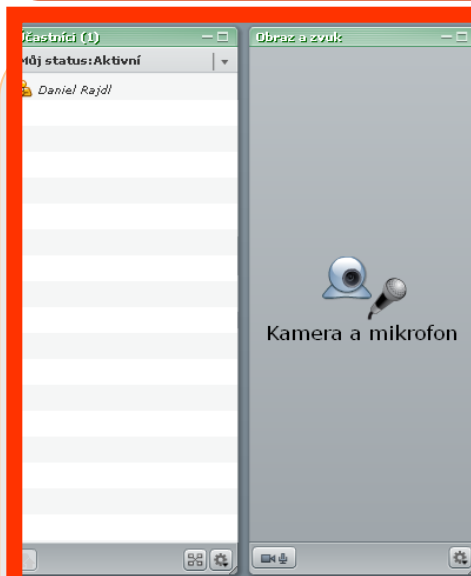 Účastníci (1)
Můj status:Aktivní
Daniel Rajdl
Obraz a zvuk
Kamera a mikrofon